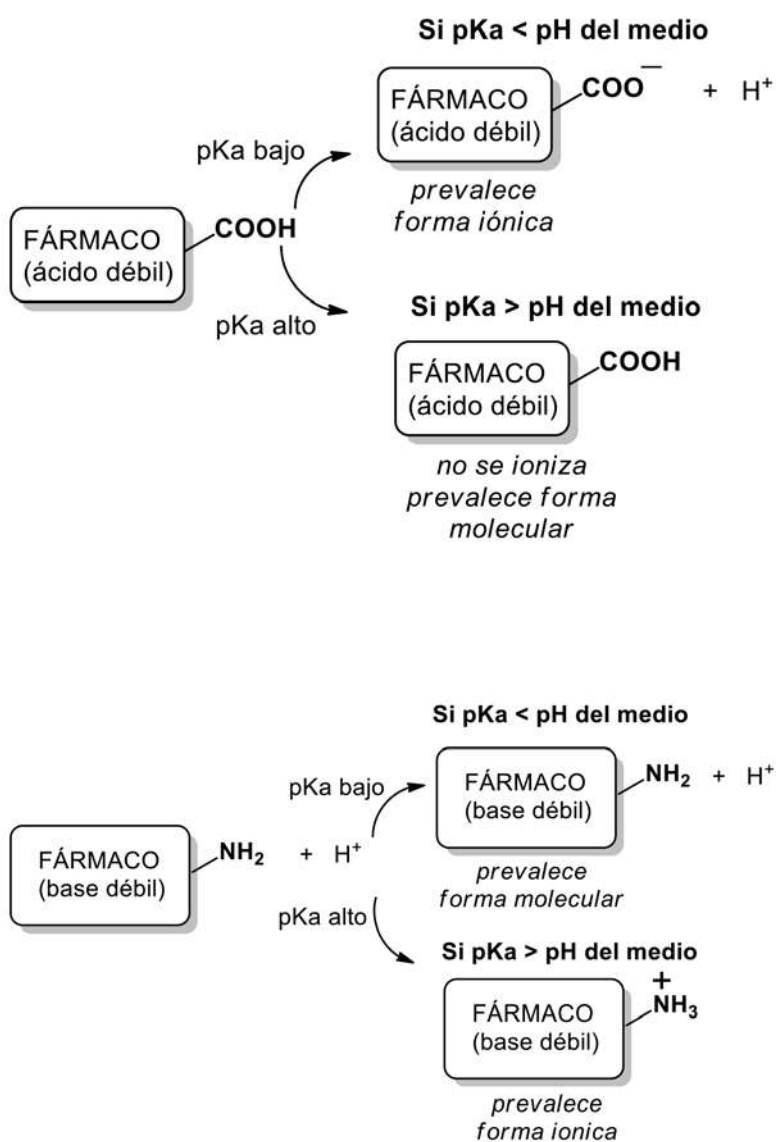 Si pKa < pH del medio
FÁRMACO
(ácido débil)
COO⁻ + H⁺
prevalece
forma iónica
pKa bajo
FÁRMACO
(ácido débil)
COOH
pKa alto
Si pKa > pH del medio
FÁRMACO
(ácido débil)
COOH
no se ioniza
prevalece forma
molecular
Si pKa < pH del medio
pKa bajo
FÁRMACO
(base débil)
NH₂ + H⁺
prevalece
forma molecular
FÁRMACO
(base débil)
NH₂ + H⁺
pKa alto
Si pKa > pH del medio
FÁRMACO
(base débil)
+
NH₃
prevalece
forma ionica